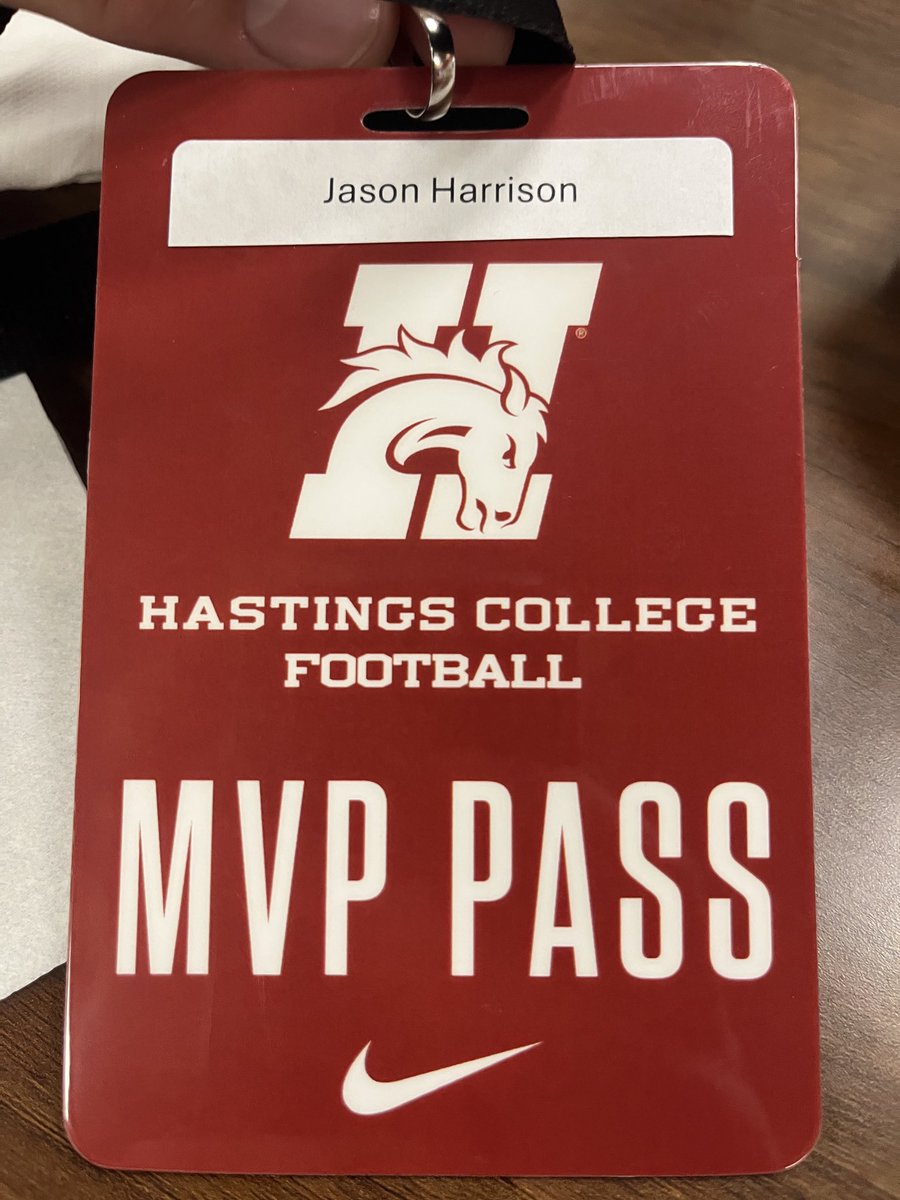 Jason Harrison
H
®
HASTINGS COLLEGE
FOOTBALL
MVP PASS